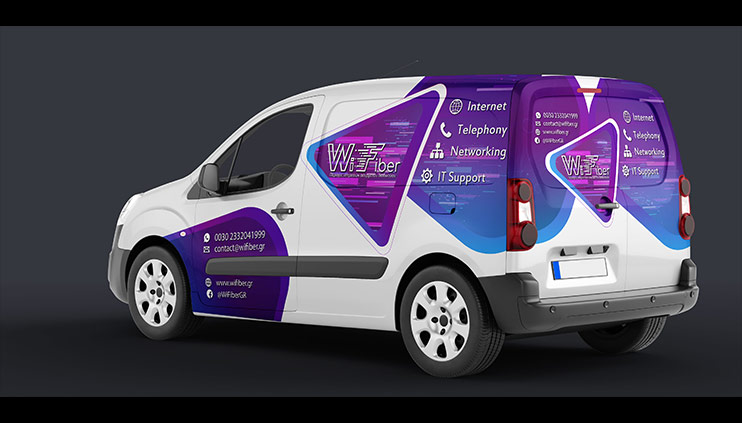 WiFiber
Internet
Telephony
Networking
IT Support
0030 2332041999
contact@wifiber.gr
www.wifiber.gr
@WiFiberGR
0030 2332041999
contact@wifiber.gr
www.wifiber.gr
@WiFiberGR
WiFiber
Internet
Telephony
Networking
IT Support